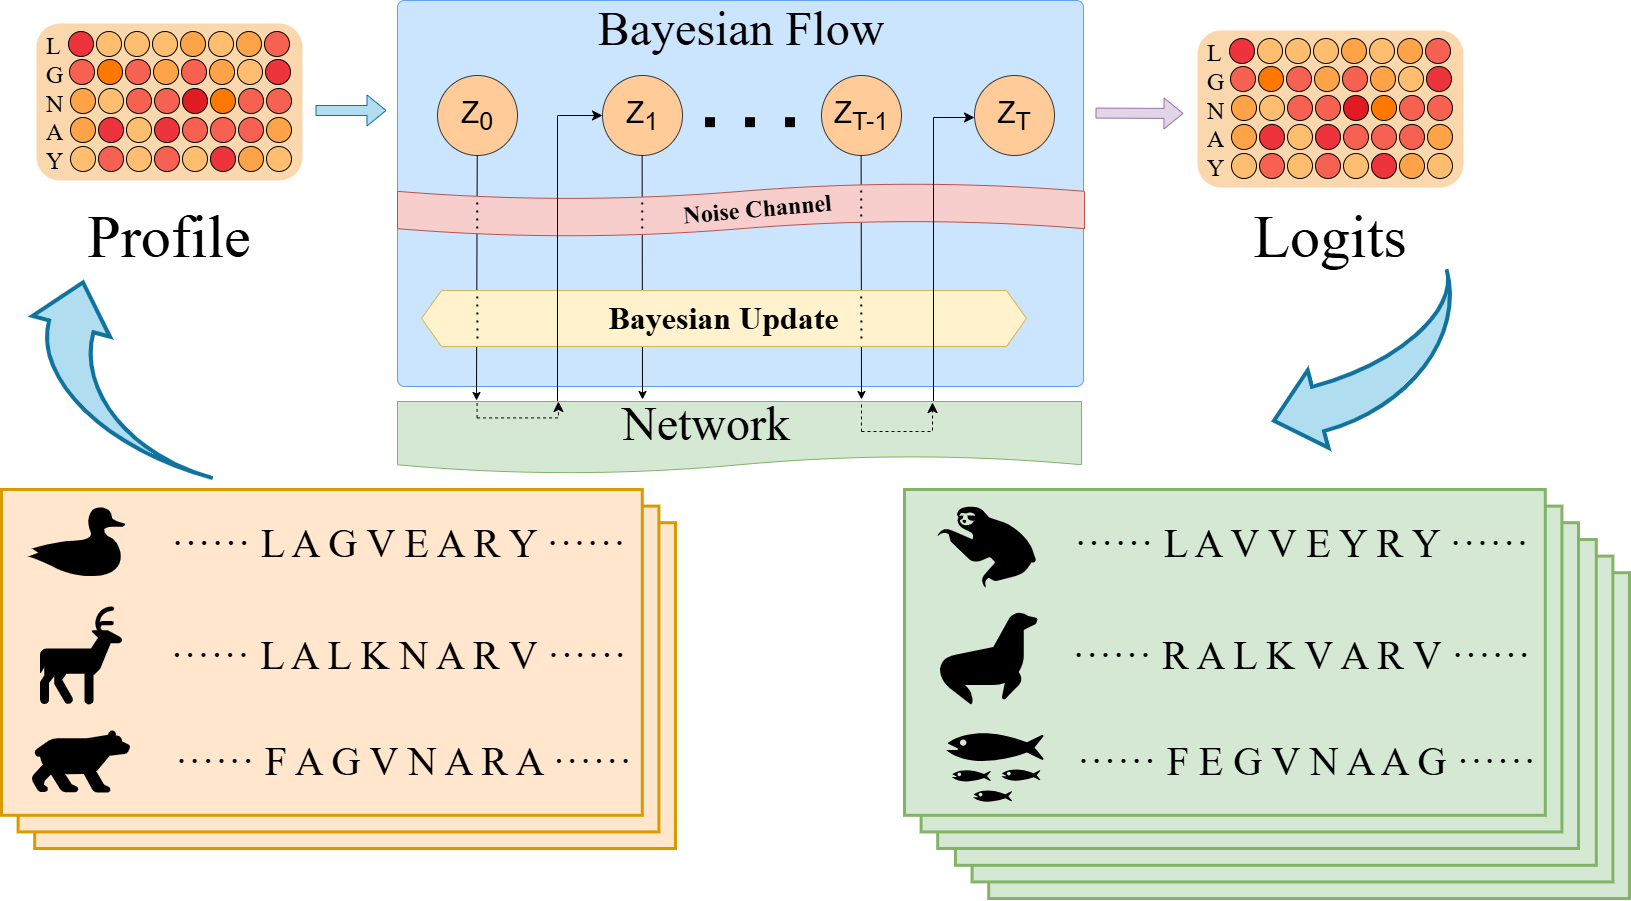 Bayesian Flow
L
G
N
A
Y
Profile
Z0
Z1
ZT-1
ZT
Noise Channel
Bayesian Update
Network
L
G
N
A
Y
Logits
······ L A G V E A R Y ······
······ L A L K N A R V ······
······ F A G V N A R A ······
······ L A V V E Y R Y ······
······ R A L K V A R V ······
······ F E G V N A A G ······